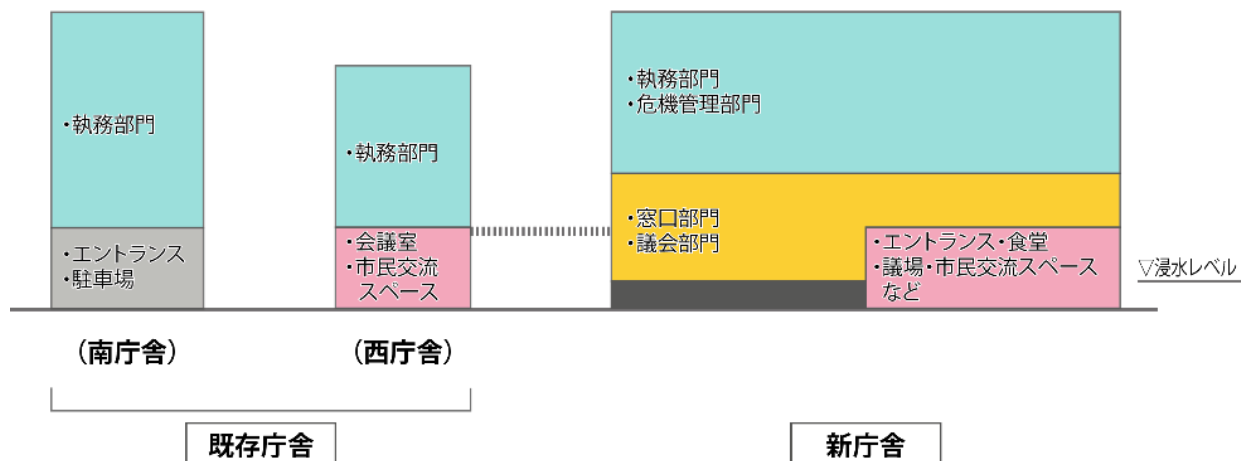 ・執務部門
・エントランス
・駐車場
・執務部門
・会議室
・市民交流
スペース
・執務部門
・危機管理部門
・窓口部門
・議会部門
・エントランス・食堂
・議場・市民交流スペース
など
▽浸水レベル
（南庁舎）
（西庁舎）
既存庁舎
新庁舎